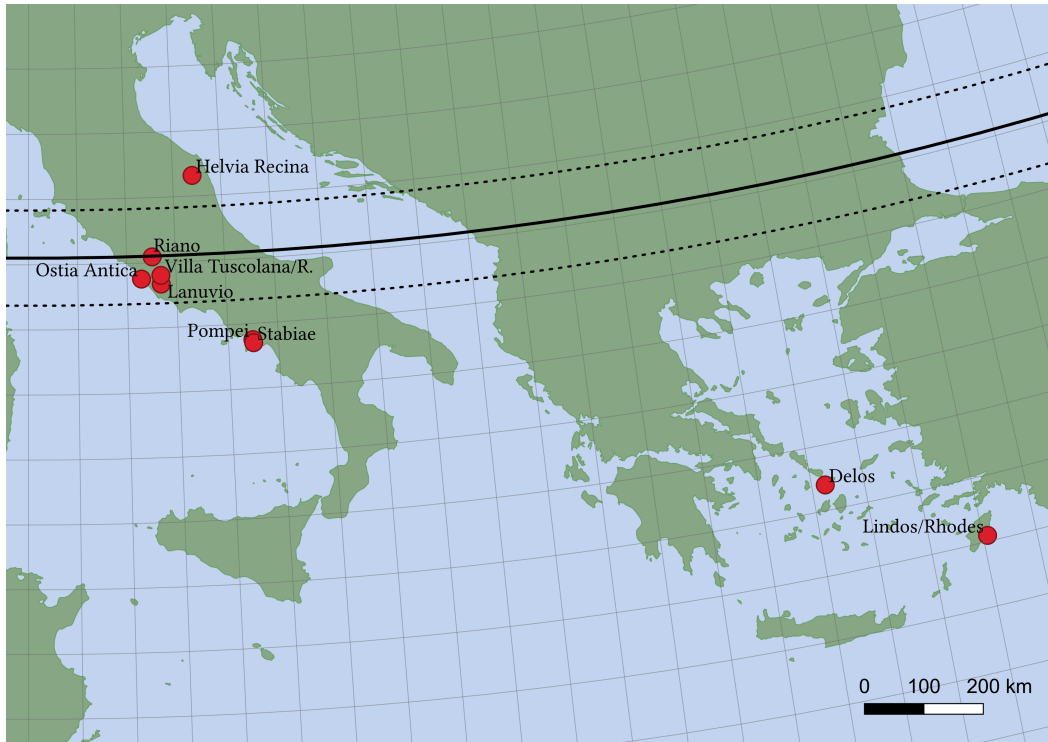 Helvia Recina
Riano
Villa Tuscolana/R.
Ostia Antica
Lanuvio
Pompei
Stabiae
Delos
Lindos/Rhodes
0 100 200 km